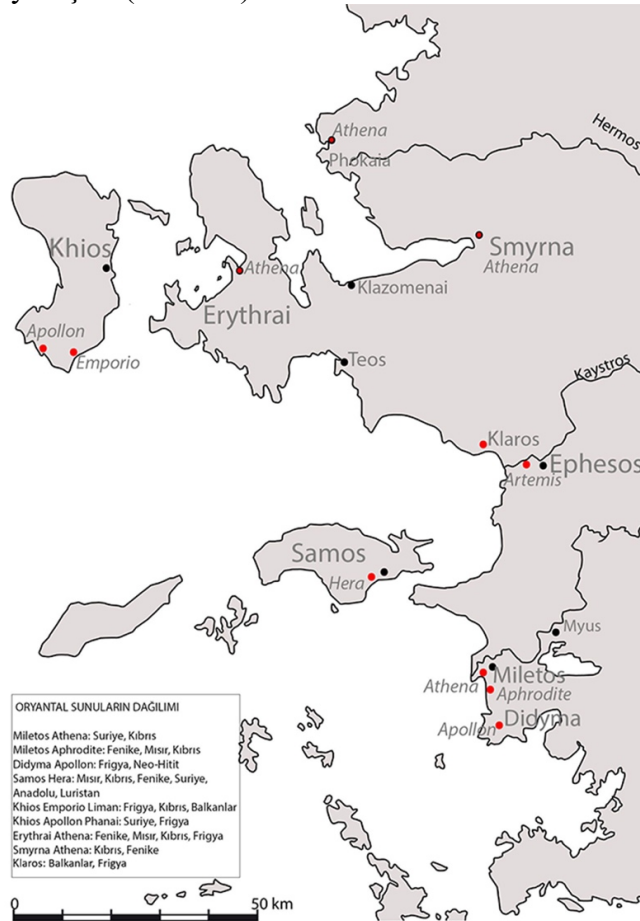 Hermos
Athena
Phokaia
Khios
Smyrna
Athena
Athena
Klazomenai
Erythrai
Apollon
Emporio
Teos
Kaystros
Klaros
Ephesos
Artemis
Samos
Hera
Myus
Miletos
Athena
Aphrodite
Didyma
Apollon
ORYANTAL SUNULARIN DAĞILIMI
Miletos Athena: Suriye, Kıbrıs
Miletos Aphrodite: Fenike, Mısır, Kıbrıs
Didyma Apollon: Frigya, Neo-Hitit
Samos Hera: Mısır, Kıbrıs, Fenike, Suriye,
Anadolu, Luristan
Khios Emporio Liman: Frigya, Kıbrıs, Balkanlar
Khios Apollon Phanai: Suriye, Frigya
Erythrai Athena: Fenike, Mısır, Kıbrıs, Frigya
Smyrna Athena: Kıbrıs, Fenike
Klaros: Balkanlar, Frigya
0 50 km